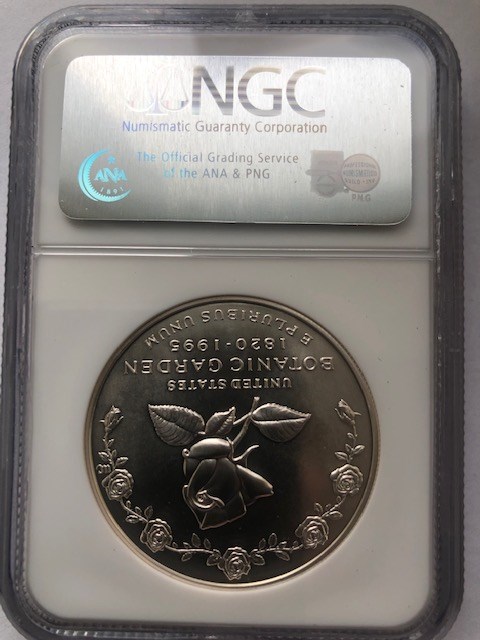 NGC
Numismatic Guaranty Corporation
The Official Grading Service
of the ANA & PNG
ANA
1891
PNG
E PLURIBUS UNUM
1820-1995
BOTANIC GARDEN
UNITED STATES